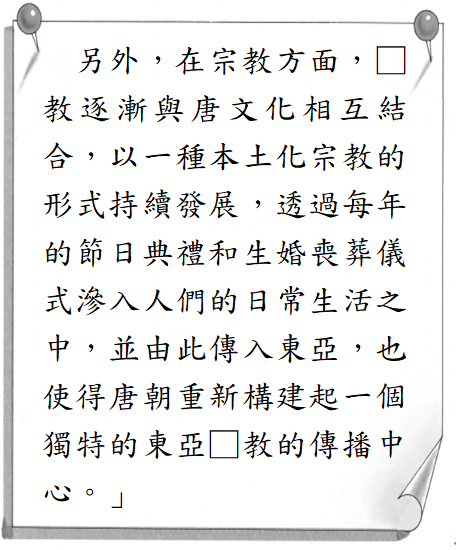 另外，在宗教方面，□
教逐漸與唐文化相互結
合，以一種本土化宗教的
形式持續發展，透過每年
的節日典禮和生婚喪葬儀
式滲入人們的日常生活之
中，並由此傳入東亞，也
使得唐朝重新構建起一個
獨特的東亞□教的傳播中
心。」